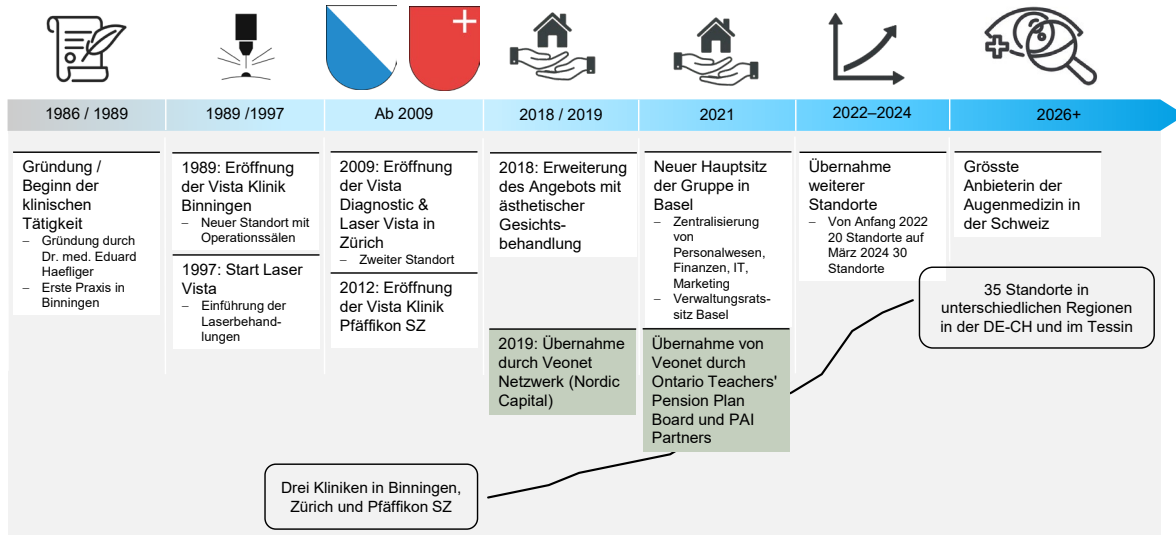 1986 / 1989
1989 /1997
Ab 2009
2018 / 2019
2021
2022–2024
2026+
Gründung /
Beginn der
klinischen
Tätigkeit
– Gründung durch
Dr. med. Eduard
Haefliger
– Erste Praxis in
Binningen
1989: Eröffnung
der Vista Klinik
Binningen
– Neuer Standort mit
Operationssälen
1997: Start Laser
Vista
– Einführung der
Laserbehand-
lungen
2009: Eröffnung
der Vista
Diagnostic &
Laser Vista in
Zürich
– Zweiter Standort
2012: Eröffnung
der Vista Klinik
Pfäffikon SZ
2018: Erweiterung
des Angebots mit
ästhetischer
Gesichts-
behandlung
2019: Übernahme
durch Veonet
Netzwerk (Nordic
Capital)
Neuer Hauptsitz
der Gruppe in
Basel
– Zentralisierung
von
Personalwesen,
Finanzen, IT,
Marketing
– Verwaltungsrats-
sitz Basel
Übernahme von
Veonet durch
Ontario Teachers'
Pension Plan
Board und PAI
Partners
Übernahme
weiterer
Standorte
– Von Anfang 2022
20 Standorte auf
März 2024 30
Standorte
Grösste
Anbieterin der
Augenmedizin in
der Schweiz
35 Standorte in
unterschiedlichen Regionen
in der DE-CH und im Tessin
Drei Kliniken in Binningen,
Zürich und Pfäffikon SZ